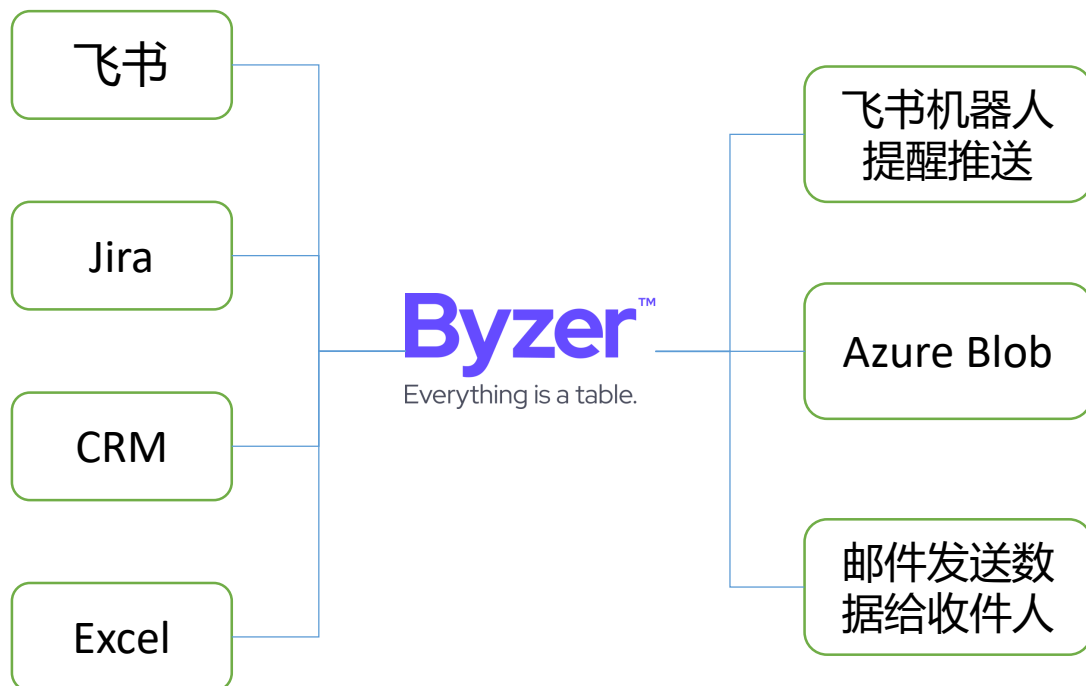 飞书
Jira
CRM
Excel
Byzer™
Everything is a table.
飞书机器人
提醒推送
Azure Blob
邮件发送数
据给收件人